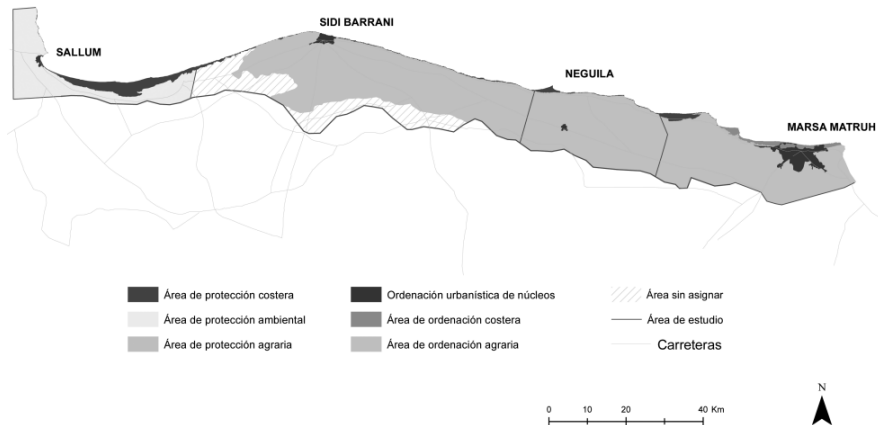 SIDI BARRANI
SALLUM
NEGUILA
MARSA MATRUH
Área de protección costera
Ordenación urbanística de núcleos
Área sin asignar
Área de protección ambiental
Área de ordenación costera
Área de estudio
Área de protección agraria
Área de ordenación agraria
Carreteras
N
0 10 20 40 Km